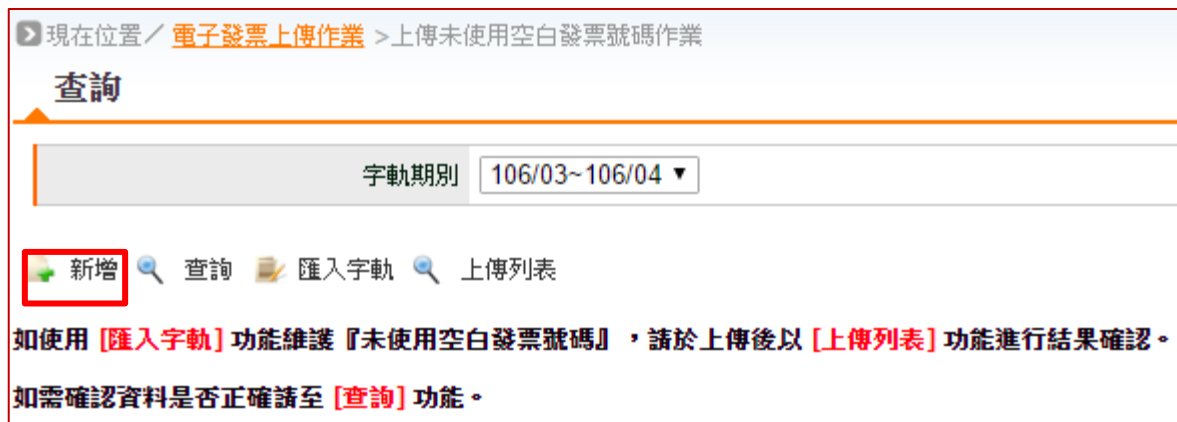 現在位置／ 電子發票上傳作業 >上傳未使用空白發票號碼作業
查詢
字軌期別 106/03~106/04 ▼
新增 查詢 匯入字軌 上傳列表
如使用 [匯入字軌] 功能維護『未使用空白發票號碼』，請於上傳後以 [上傳列表] 功能進行結果確認。
如需確認資料是否正確請至 [查詢] 功能。